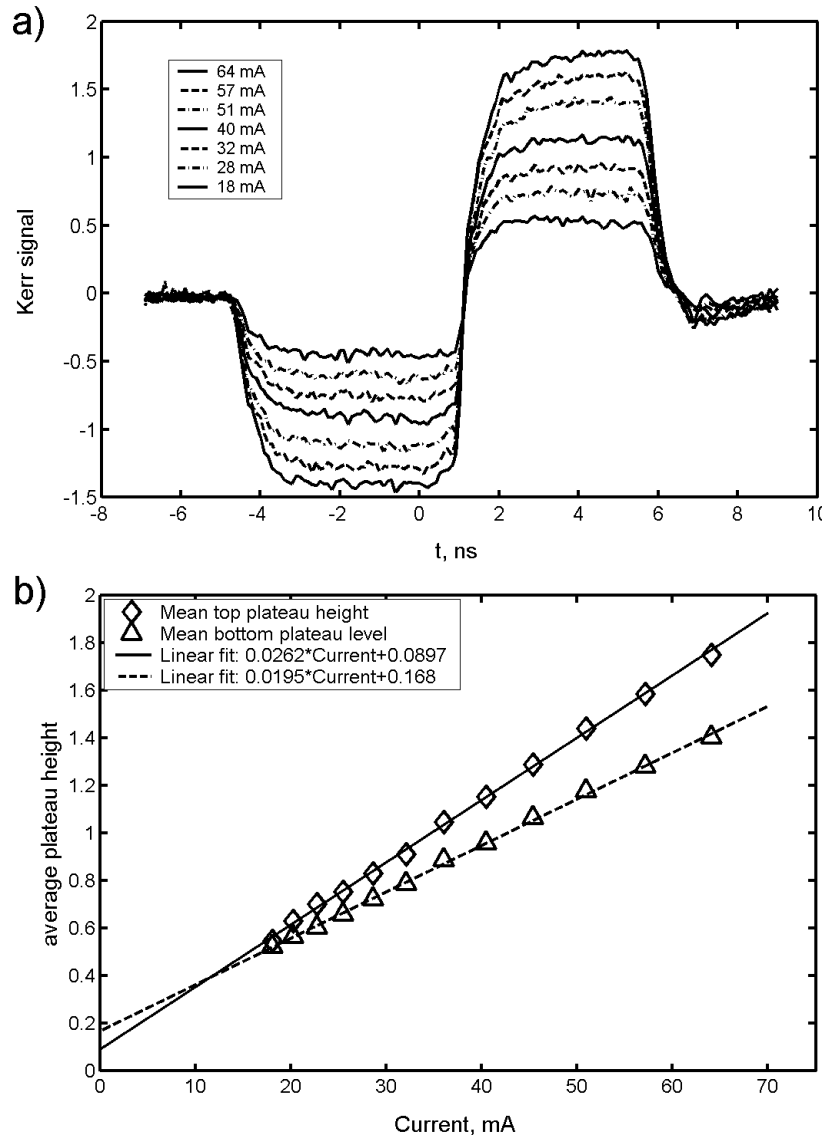 a)
2
1.5
1
0.5
0
-0.5
-1
-1.5
Kerr signal
64 mA
57 mA
51 mA
40 mA
32 mA
28 mA
18 mA
-8 -6 -4 -2 0 2 4 6 8 10
t, ns
b)
2
1.8
1.6
1.4
1.2
1
0.8
0.6
0.4
0.2
0
average plateau height
Mean top plateau height
Mean bottom plateau level
Linear fit: 0.0262*Current+0.0897
Linear fit: 0.0195*Current+0.168
0 10 20 30 40 50 60 70
Current, mA